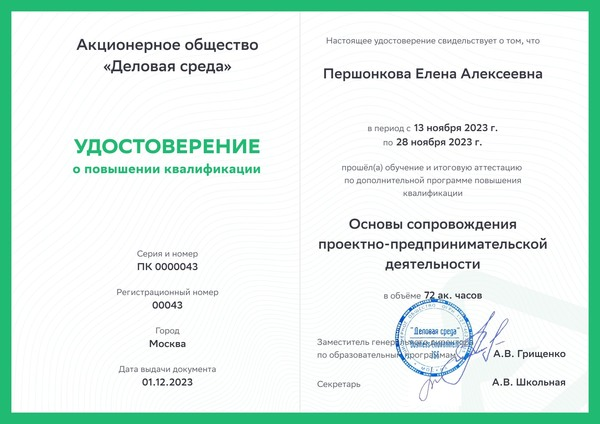 Акционерное общество
«Деловая среда»
УДОСТОВЕРЕНИЕ
о повышении квалификации
Серия и номер
ПК 0000043
Регистрационный номер
00043
Город
Москва
Дата выдачи документа
01.12.2023
Настоящее удостоверение свидельствует о том, что
Першонкова Елена Алексеевна
в период с 13 ноября 2023 г.
по 28 ноября 2023 г.
прошёл(а) обучение и итоговую аттестацию
по дополнительной программе повышения
квалификации
Основы сопровождения
проектно-предпринимательской
деятельности
в объёме 72 ак. часов
Заместитель генерального директора
по образовательным программам
А.В. Грищенко
Секретарь
А.В. Школьная
"Деловая среда"